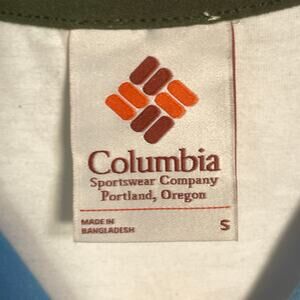 Columbia
Sportswear Company
Portland, Oregon
MADE IN
BANGLADESH
S